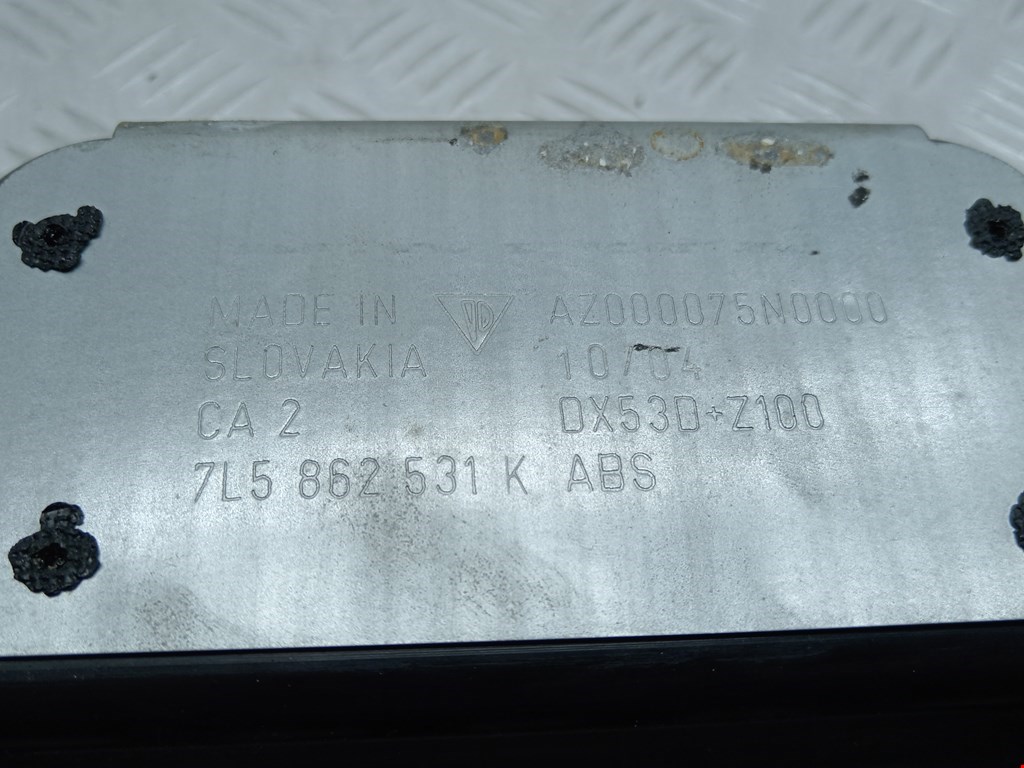 MADE IN AZ000075N0000
SLOVAKIA 10/04
CA 2 DX53D+Z100
7L5 862 531 K ABS